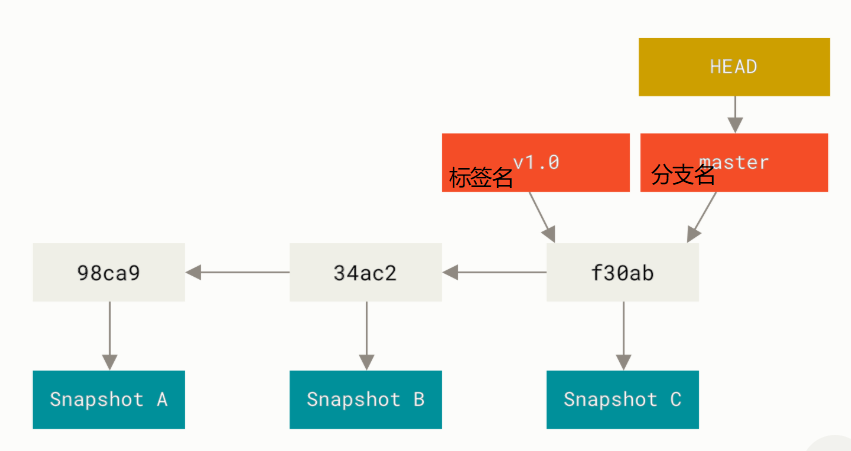 HEAD
v1.0
标签名
master
分支名
98ca9
34ac2
f30ab
Snapshot A
Snapshot B
Snapshot C